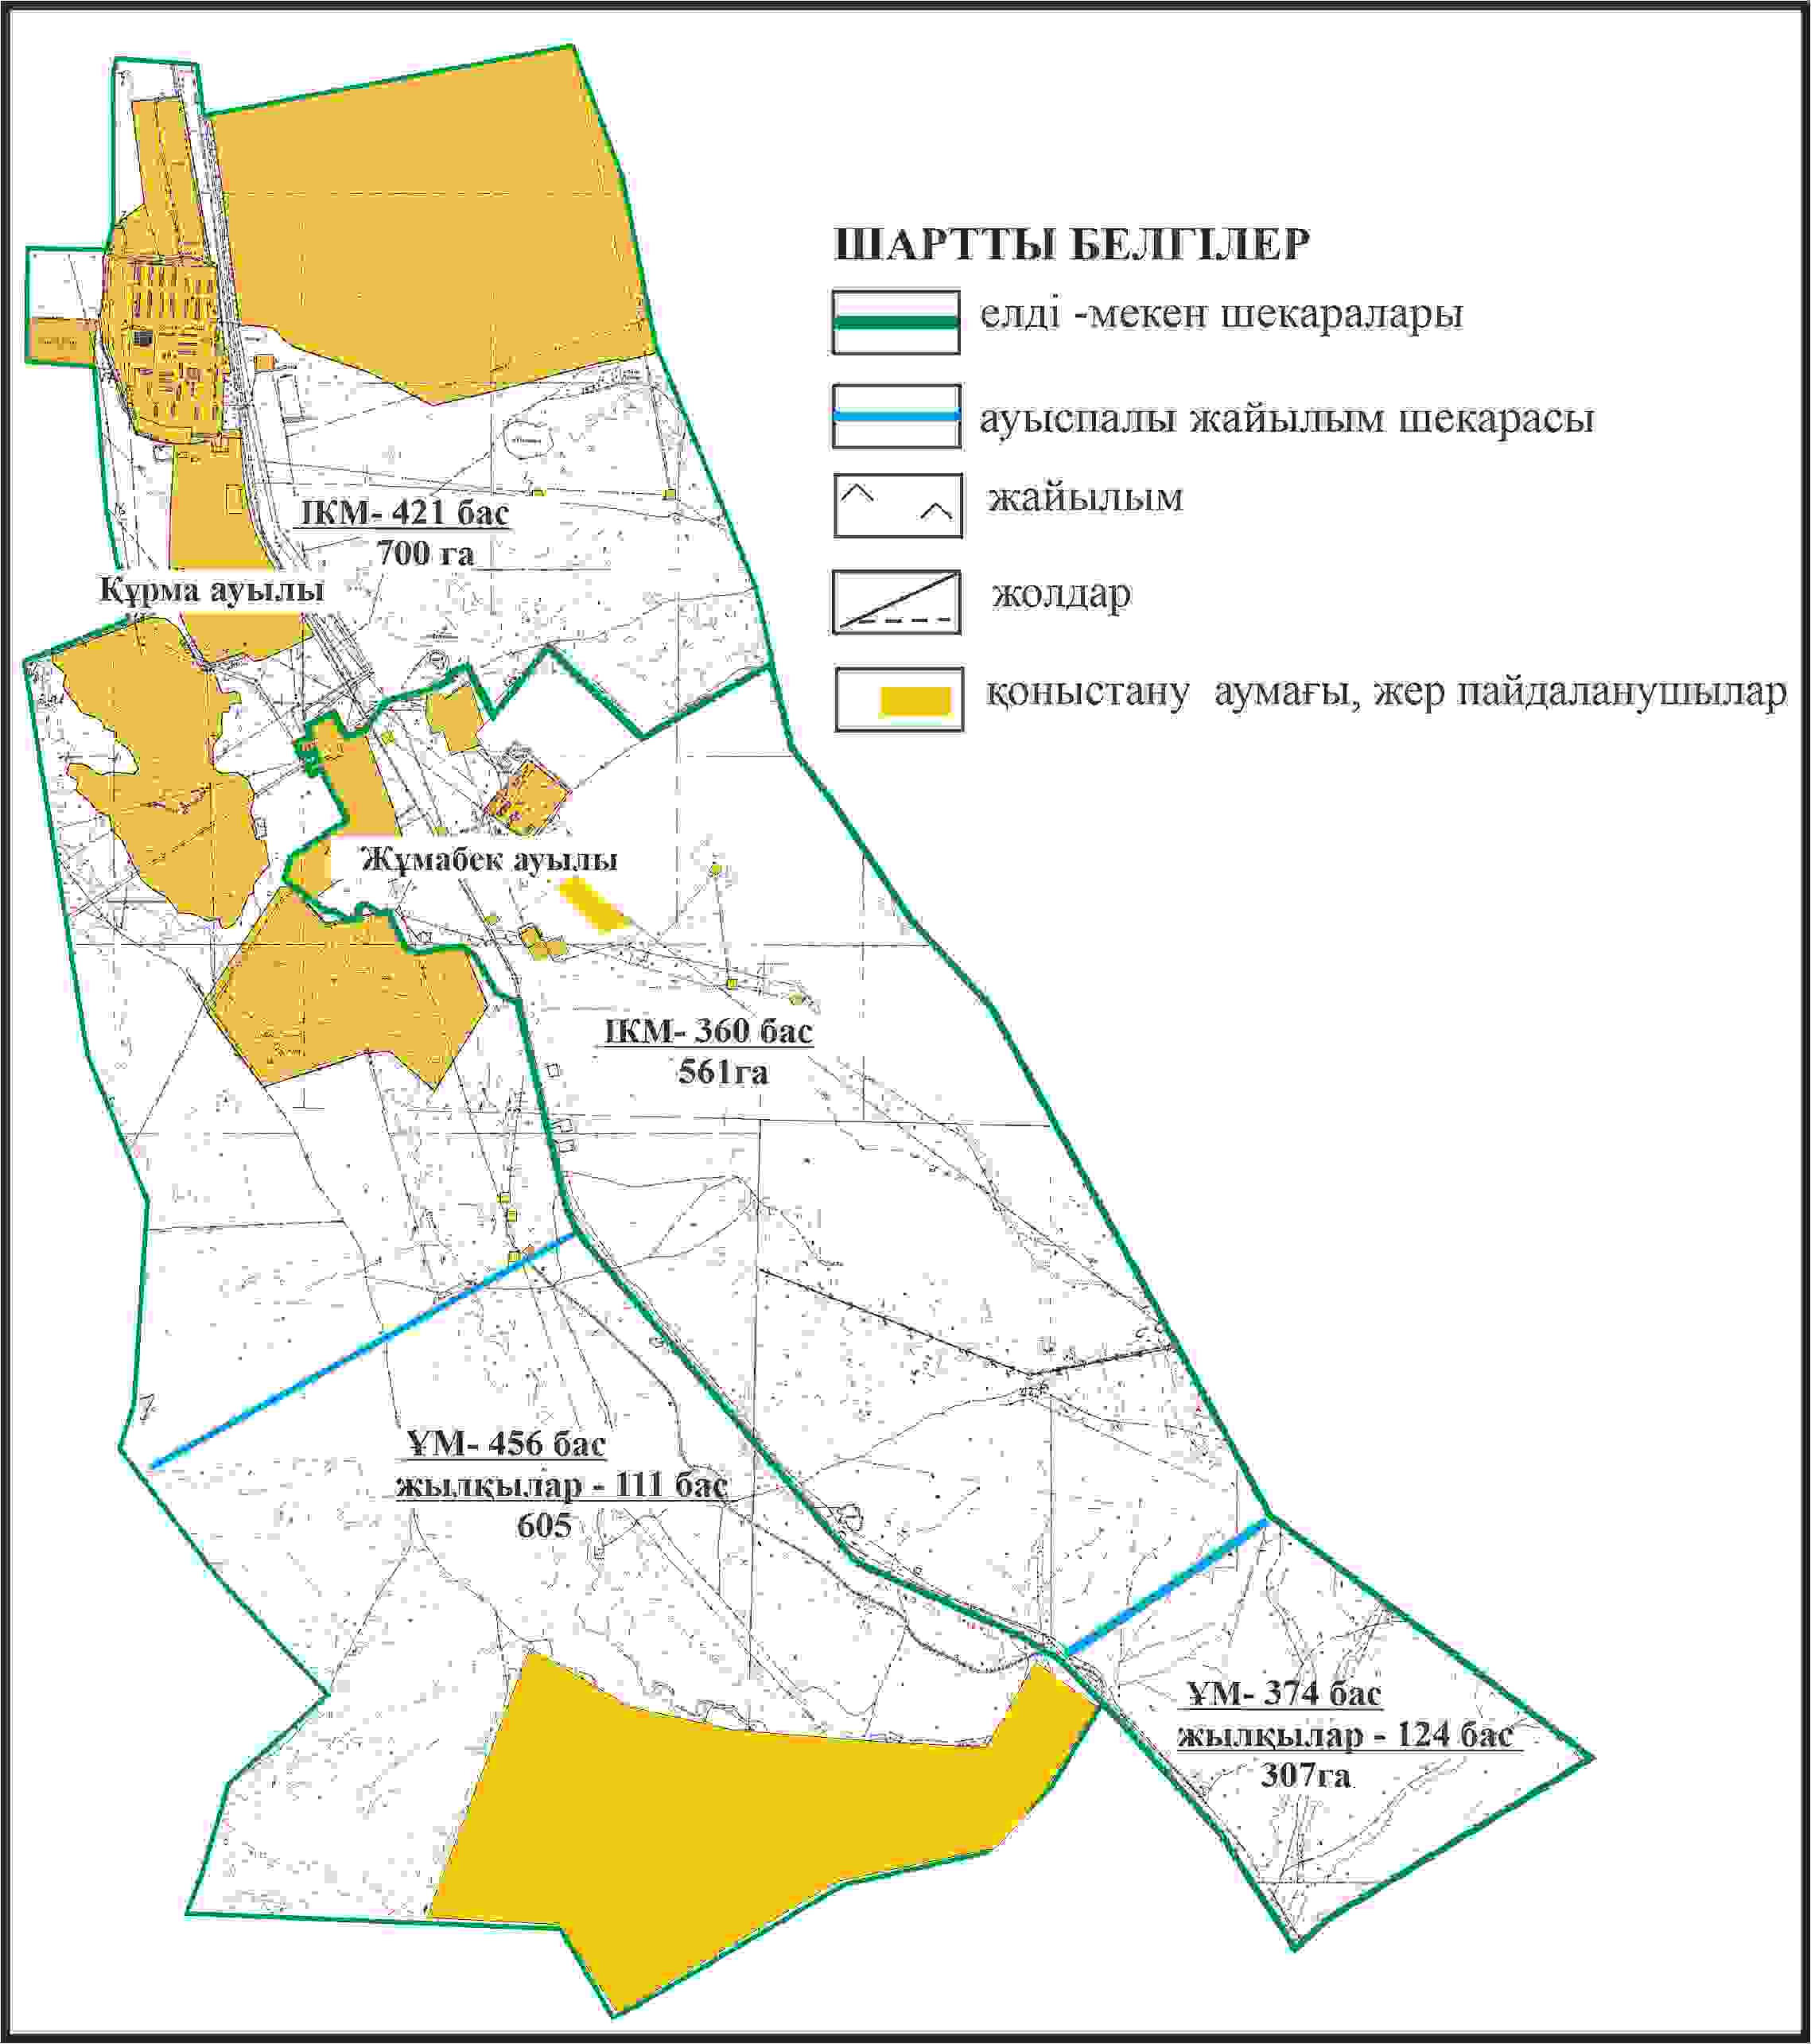 ШАРТТЫ БЕЛГІЛЕР
елді -мекен шекаралары
ауыспалы жайылым шекарасы
жайылым
жолдар
қоныстану аумағы, жер пайдаланушылар
ІКМ- 421 бас
700 га
Құрма ауылы
Жұмабек ауылы
ІКМ- 360 бас
561га
ҰМ- 456 бас
жылқылар - 111 бас
605
ҰМ- 374 бас
жылқылар - 124 бас
307га